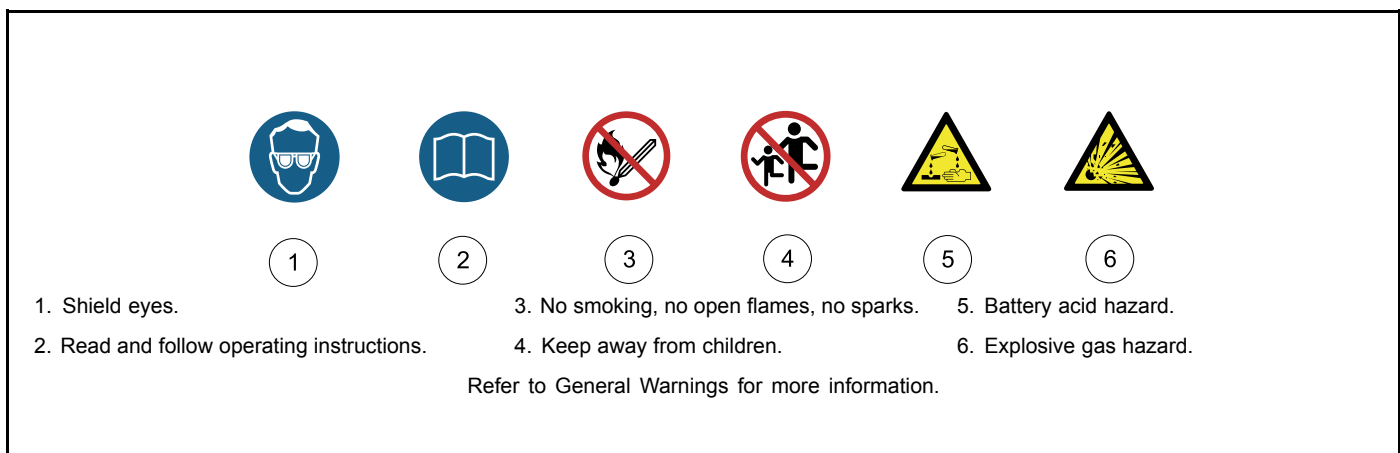 1 2 3 4 5 6
1. Shield eyes.
2. Read and follow operating instructions.
3. No smoking, no open flames, no sparks.
4. Keep away from children.
5. Battery acid hazard.
6. Explosive gas hazard.
Refer to General Warnings for more information.